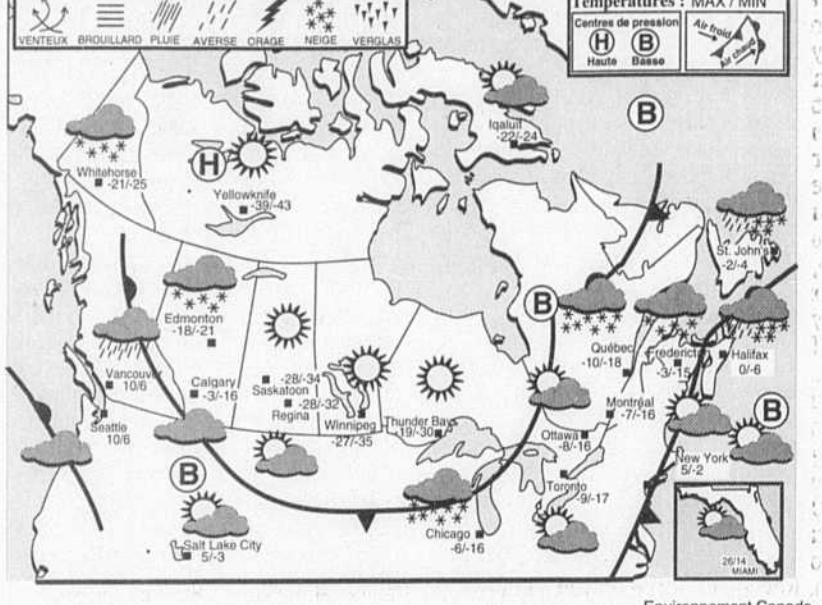 Températures : MAX / MIN
VENTEUX BROUILLARD PLUIE AVERSE ORAGE NEIGE VERGLAS
Centres de pression
H B
Haute Basse
Air froid
Air chaud
B
Iqaluit
-22/-24
Whitehorse
-21/-25
H
Yellowknife
-39/-43
St. John's
-2/-4
Edmonton
-18/-21
B
Vancouver
10/6
Calgary
-3/-16
-28/-34
Saskatoon
-28/-32
Regina
Winnipeg
-27/-35
Thunder Bay
-19/-30
Québec
-10/-18
Frederict
-3/-15
Halifax
0/-6
Montréal
-7/-16
Seattle
10/6
Ottawa
-8/-16
B
New York
5/-2
B
Toronto
-9/-17
Salt Lake City
5/-3
Chicago
-6/-16
26/14
MIAMI
Environnement Canada